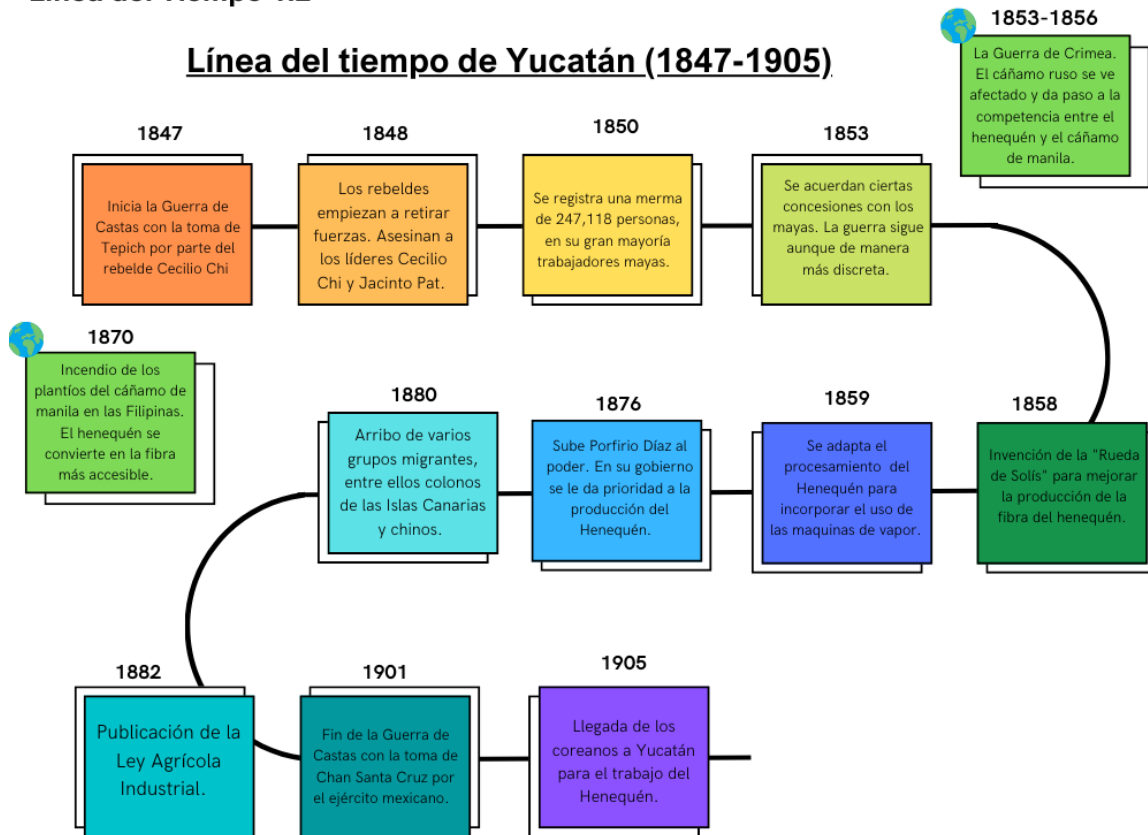 Línea del tiempo de Yucatán (1847-1905)
1853-1856
La Guerra de Crimea.
El cáñamo ruso se ve
afectado y da paso a la
competencia entre el
henequén y el cáñamo
de manila.
1847
Inicia la Guerra de
Castas con la toma de
Tepich por parte del
rebelde Cecilio Chi
1848
Los rebeldes
empiezan a retirar
fuerzas. Asesinan a
los líderes Cecilio
Chi y Jacinto Pat.
1850
Se registra una merma
de 247,118 personas,
en su gran mayoría
trabajadores mayas.
1853
Se acuerdan ciertas
concesiones con los
mayas. La guerra sigue
aunque de manera
más discreta.
1870
Incendio de los
plantíos del cáñamo de
manila en las Filipinas.
El henequén se
convierte en la fibra
más accesible.
1880
Arribo de varios
grupos migrantes,
entre ellos colonos
de las Islas Canarias
y chinos.
1876
Sube Porfirio Díaz al
poder. En su gobierno
se le da prioridad a la
producción del
Henequén.
1859
Se adapta el
procesamiento del
Henequén para
incorporar el uso de
las maquinas de vapor.
1858
Invención de la "Rueda
de Solís" para mejorar
la producción de la
fibra del henequén.
1882
Publicación de la
Ley Agrícola
Industrial.
1901
Fin de la Guerra de
Castas con la toma de
Chan Santa Cruz por
el ejército mexicano.
1905
Llegada de los
coreanos a Yucatán
para el trabajo del
Henequén.